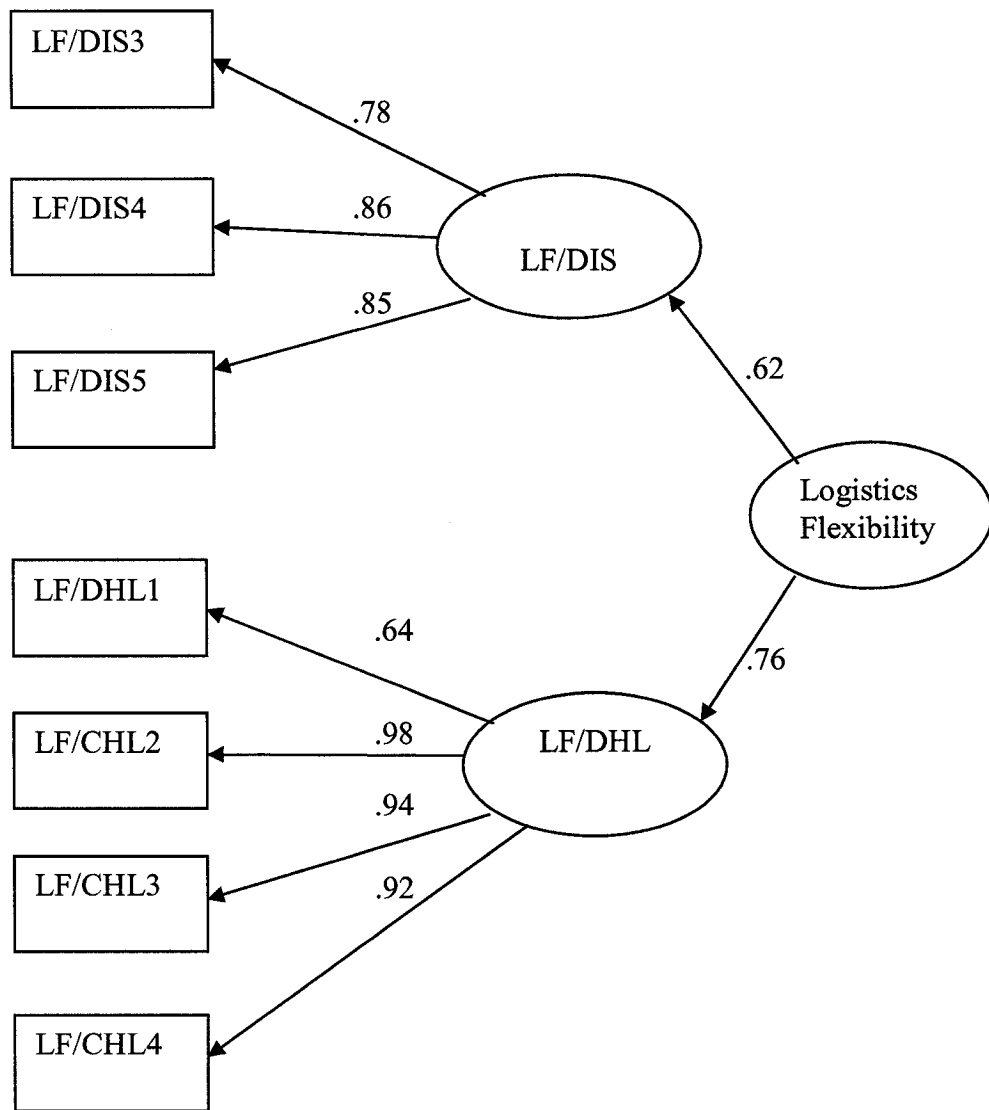 LF/DIS3
.78
LF/DIS4
.86
LF/DIS
.85
LF/DIS5
.62
Logistics
Flexibility
LF/DHL1
.64
.76
LF/CHL2
.98
LF/DHL
.94
LF/CHL3
.92
LF/CHL4